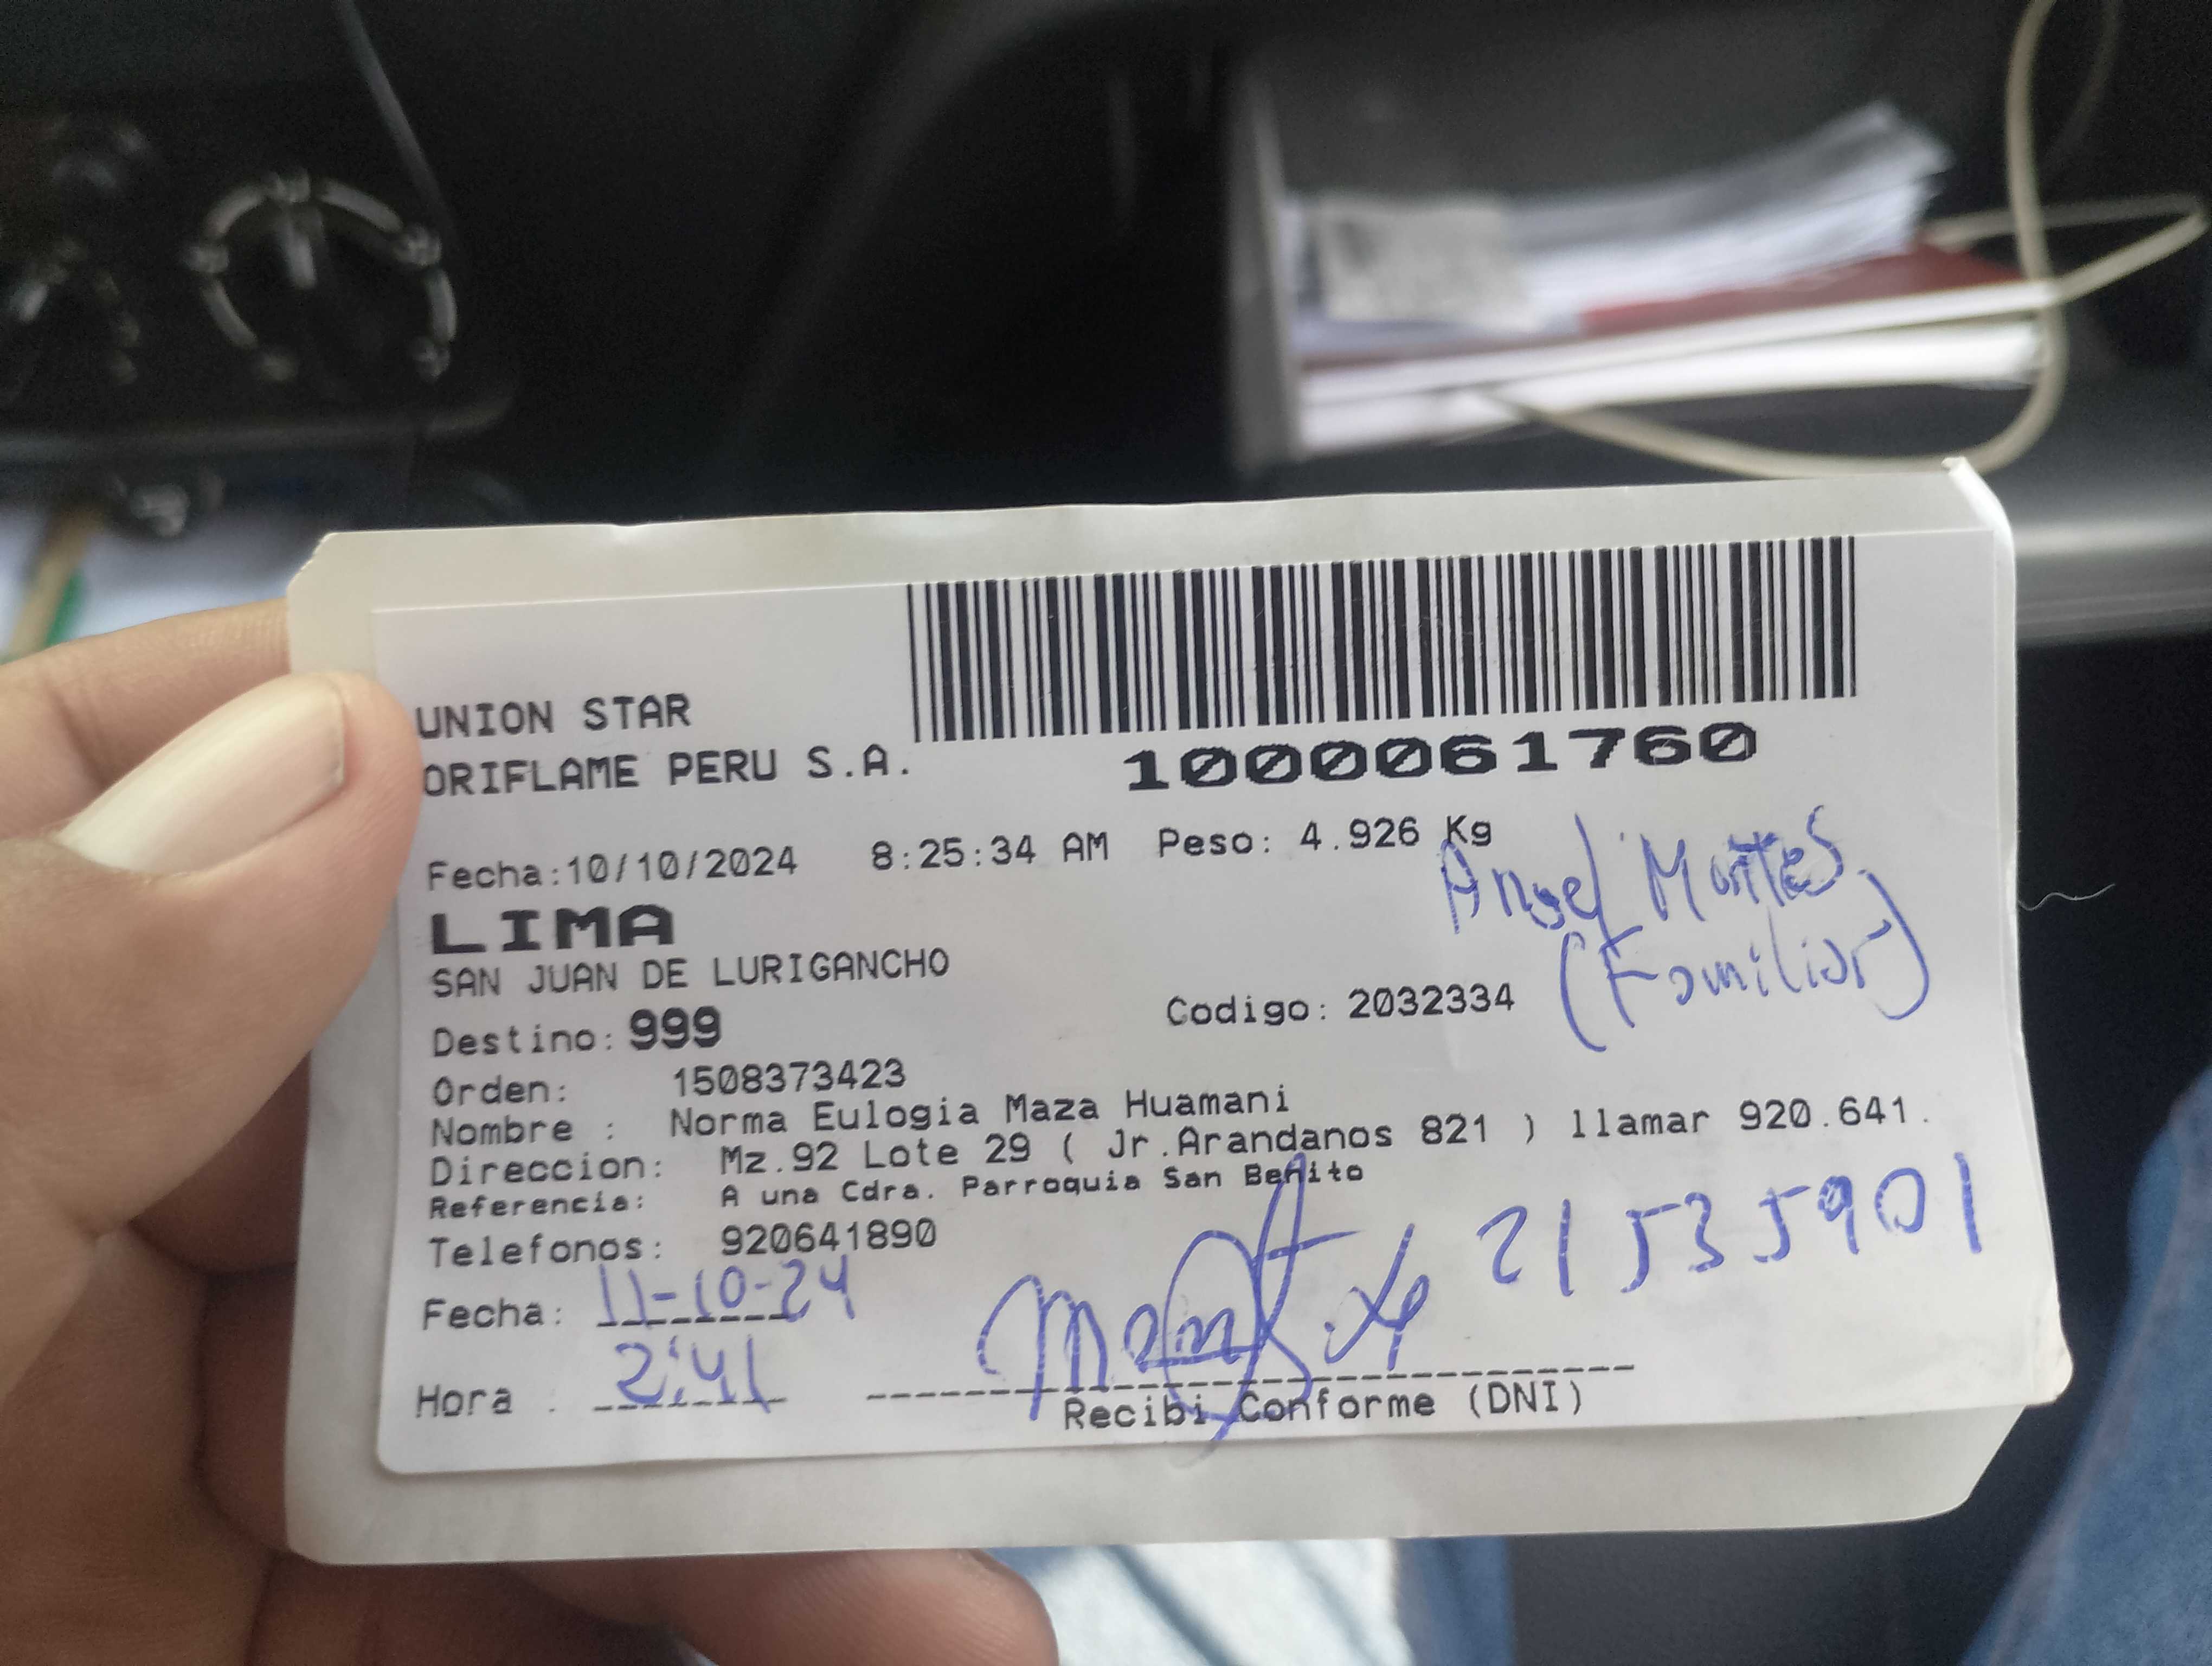 UNION STAR
ORIFLAME PERU S.A.
1000061760
Fecha:10/10/2024 8:25:34 AM Peso: 4.926 Kg
Angel Montes
(Familiar)
LIMA
SAN JUAN DE LURIGANCHO
Destino: 999 Codigo: 2032334
Orden: 1508373423
Nombre : Norma Eulogia Maza Huamani
Direccion: Mz.92 Lote 29 ( Jr.Arandanos 821 ) llamar 920.641.
Referencia: A una Cdra. Parroquia San Benito
Telefonos: 920641890
21535901
Fecha: 11-10-24
Hora : 2:41
Recibi Conforme (DNI)